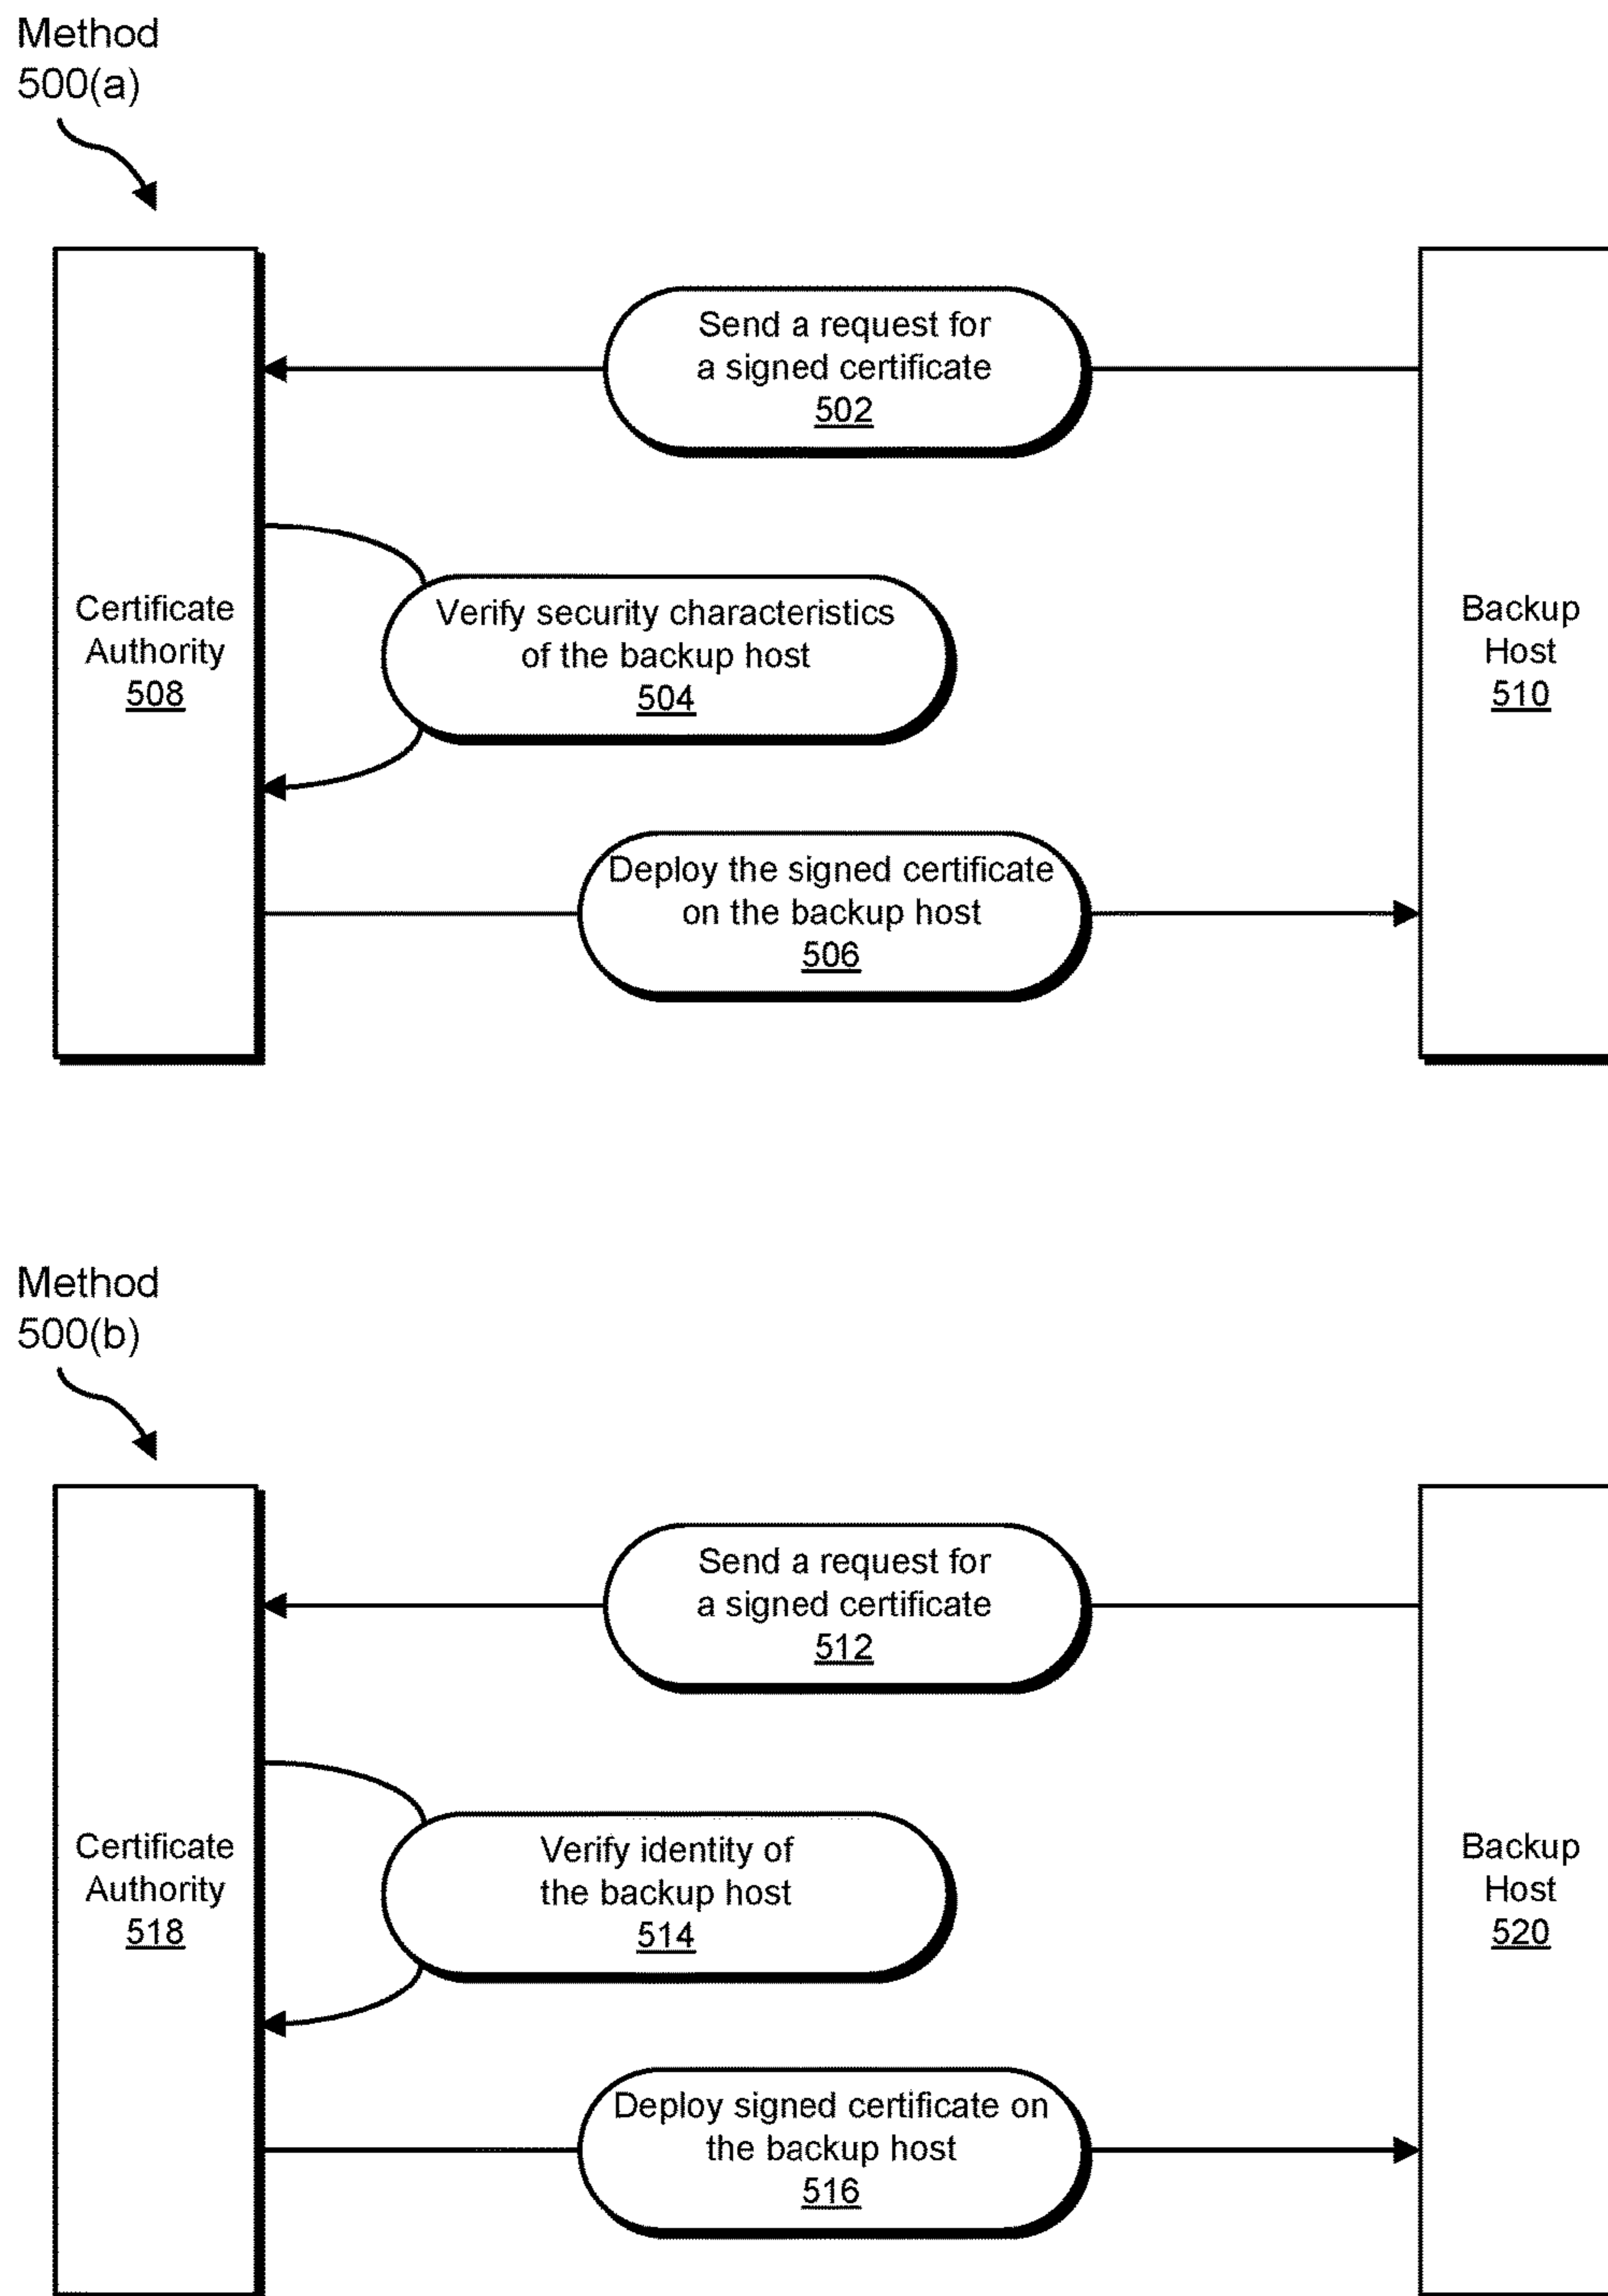 Method
500(a)
Send a request for
a signed certificate
502
Certificate
Authority
508
Verify security characteristics
of the backup host
504
Backup
Host
510
Deploy the signed certificate
on the backup host
506
Method
500(b)
Send a request for
a signed certificate
512
Certificate
Authority
518
Verify identity of
the backup host
514
Backup
Host
520
Deploy signed certificate on
the backup host
516